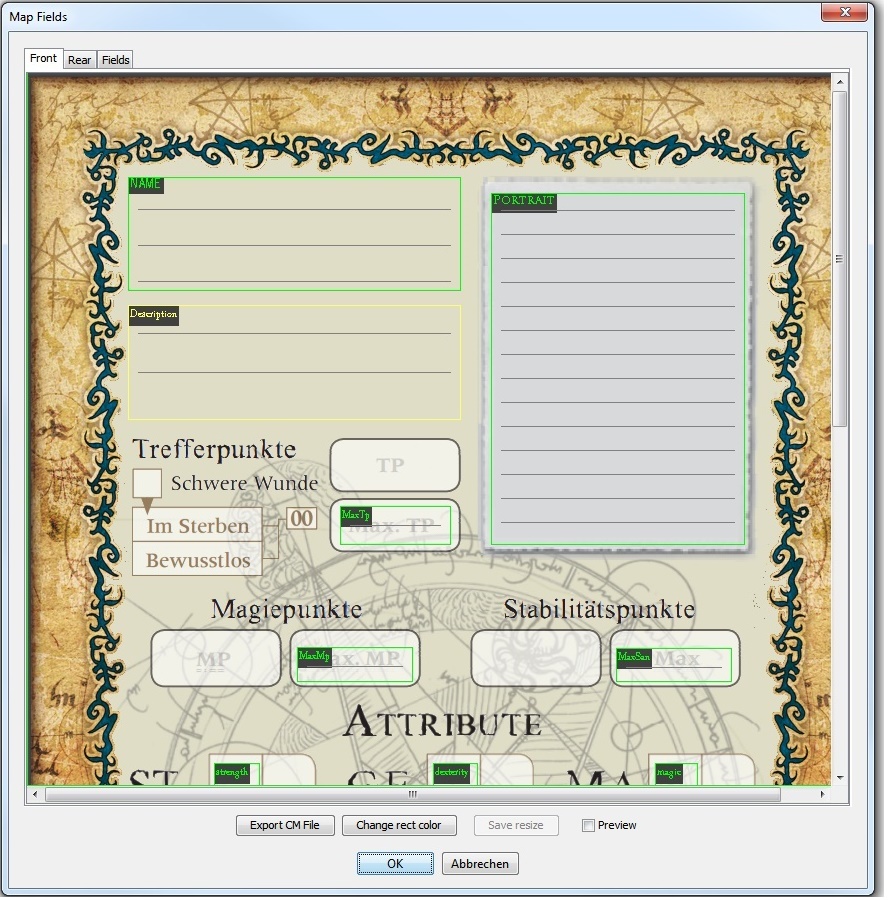 Map Fields
Front Rear Fields
NAME
PORTRAIT
Description
Trefferpunkte
TP
Schwere Wunde
Im Sterben 00
MaxTp Max. TP
Bewusstlos
Magiepunkte Stabilitätspunkte
MP MaxMp Max. MP MaxSan Max
ATTRIBUTE
ST strength GE dexterity MA magic
Export CM File Change rect color Save resize Preview
OK Abbrechen